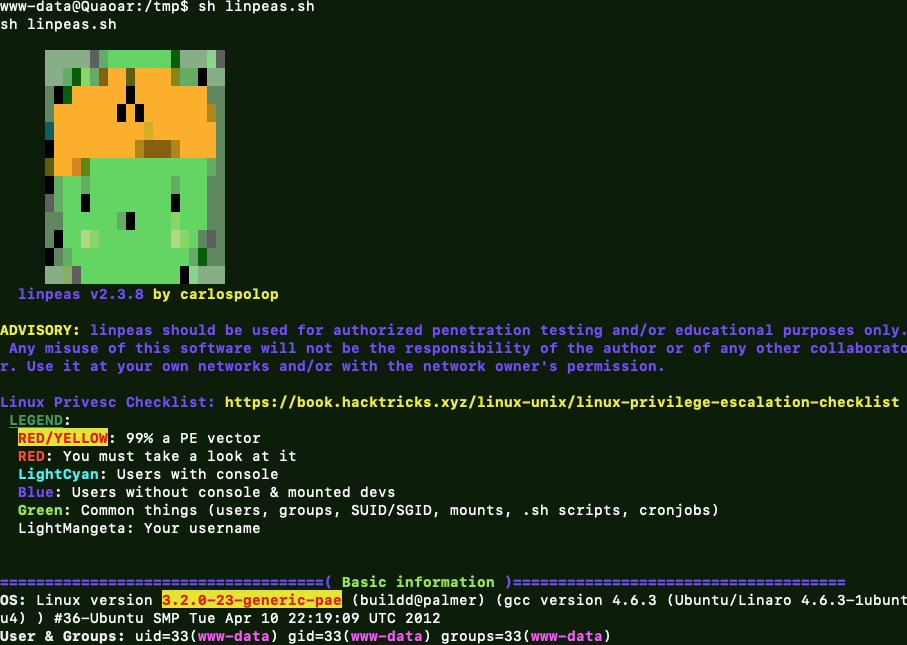 www-data@Quaoar:/tmp$ sh linpeas.sh
sh linpeas.sh
linpeas v2.3.8 by carlospolop
ADVISORY: linpeas should be used for authorized penetration testing and/or educational purposes only.
Any misuse of this software will not be the responsibility of the author or of any other collaborato
r. Use it at your own networks and/or with the network owner's permission.
Linux Privesc Checklist: https://book.hacktricks.xyz/linux-unix/linux-privilege-escalation-checklist
LEGEND:
RED/YELLOW: 99% a PE vector
RED: You must take a look at it
LightCyan: Users with console
Blue: Users without console & mounted devs
Green: Common things (users, groups, SUID/SGID, mounts, .sh scripts, cronjobs)
LightMangeta: Your username
====================================( Basic information )=====================================
OS: Linux version 3.2.0-23-generic-pae (buildd@palmer) (gcc version 4.6.3 (Ubuntu/Linaro 4.6.3-1ubunt
u4) ) #36-Ubuntu SMP Tue Apr 10 22:19:09 UTC 2012
User & Groups: uid=33(www-data) gid=33(www-data) groups=33(www-data)